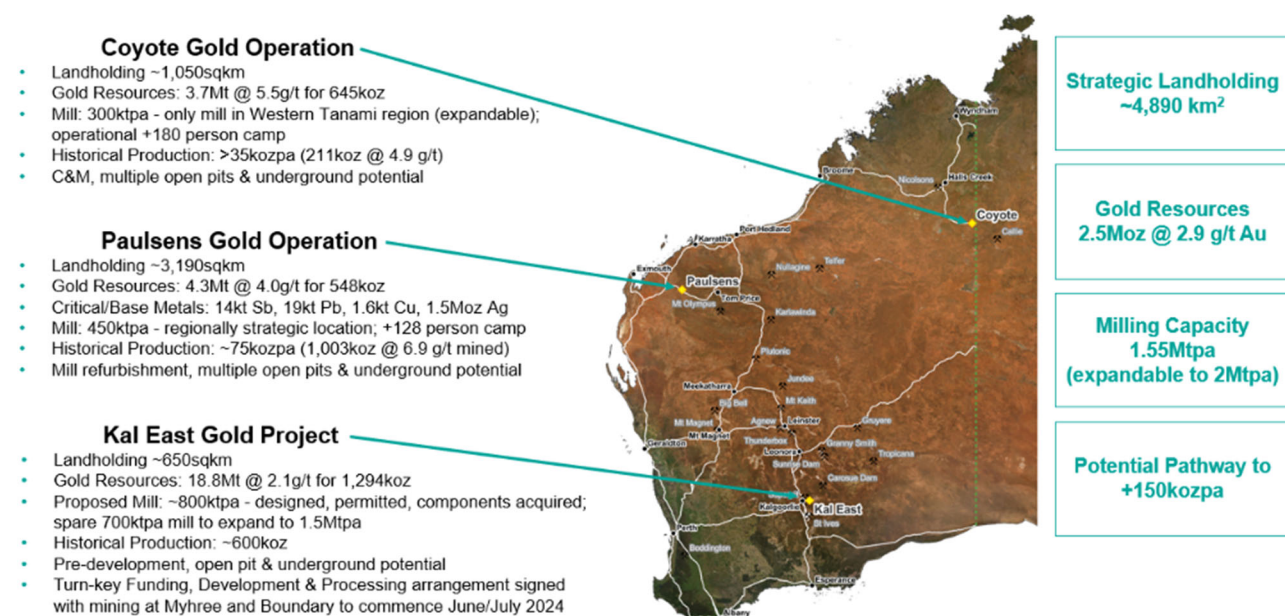 Coyote Gold Operation
• Landholding ~1,050sqkm
• Gold Resources: 3.7Mt @ 5.5g/t for 645koz
• Mill: 300ktpa - only mill in Western Tanami region (expandable);
operational +180 person camp
• Historical Production: >35kozpa (211koz @ 4.9 g/t)
• C&M, multiple open pits & underground potential
Paulsens Gold Operation
• Landholding ~3,190sqkm
• Gold Resources: 4.3Mt @ 4.0g/t for 548koz
• Critical/Base Metals: 14kt Sb, 19kt Pb, 1.6kt Cu, 1.5Moz Ag
• Mill: 450ktpa - regionally strategic location; +128 person camp
• Historical Production: ~75kozpa (1,003koz @ 6.9 g/t mined)
• Mill refurbishment, multiple open pits & underground potential
Kal East Gold Project
• Landholding ~650sqkm
• Gold Resources: 18.8Mt @ 2.1g/t for 1,294koz
• Proposed Mill: ~800ktpa - designed, permitted, components acquired;
spare 700ktpa mill to expand to 1.5Mtpa
• Historical Production: ~600koz
• Pre-development, open pit & underground potential
• Turn-key Funding, Development & Processing arrangement signed
with mining at Myhree and Boundary to commence June/July 2024
Wyndham
Broome
Nicolsons
Halls Creek
Coyote
Callie
Port Hedland
Karratha
Exmouth
Paulsens
Nullagine
Telfer
Tom Price
Mt Olympus
Karlawinda
Plutonic
Meekatharra
Jundee
Big Bell
Mt Keith
Mt Magnet
Mt Magnet
Agnew
Leinster
Gruyere
Geraldton
Thunderbox
Leonora
Granny Smith
Sunrise Dam
Tropicana
Carosue Dam
Kalgoorlie
Kal East
St Ives
Perth
Boddington
Esperance
Albany
Strategic Landholding
~4,890 km²
Gold Resources
2.5Moz @ 2.9 g/t Au
Milling Capacity
1.55Mtpa
(expandable to 2Mtpa)
Potential Pathway to
+150kozpa